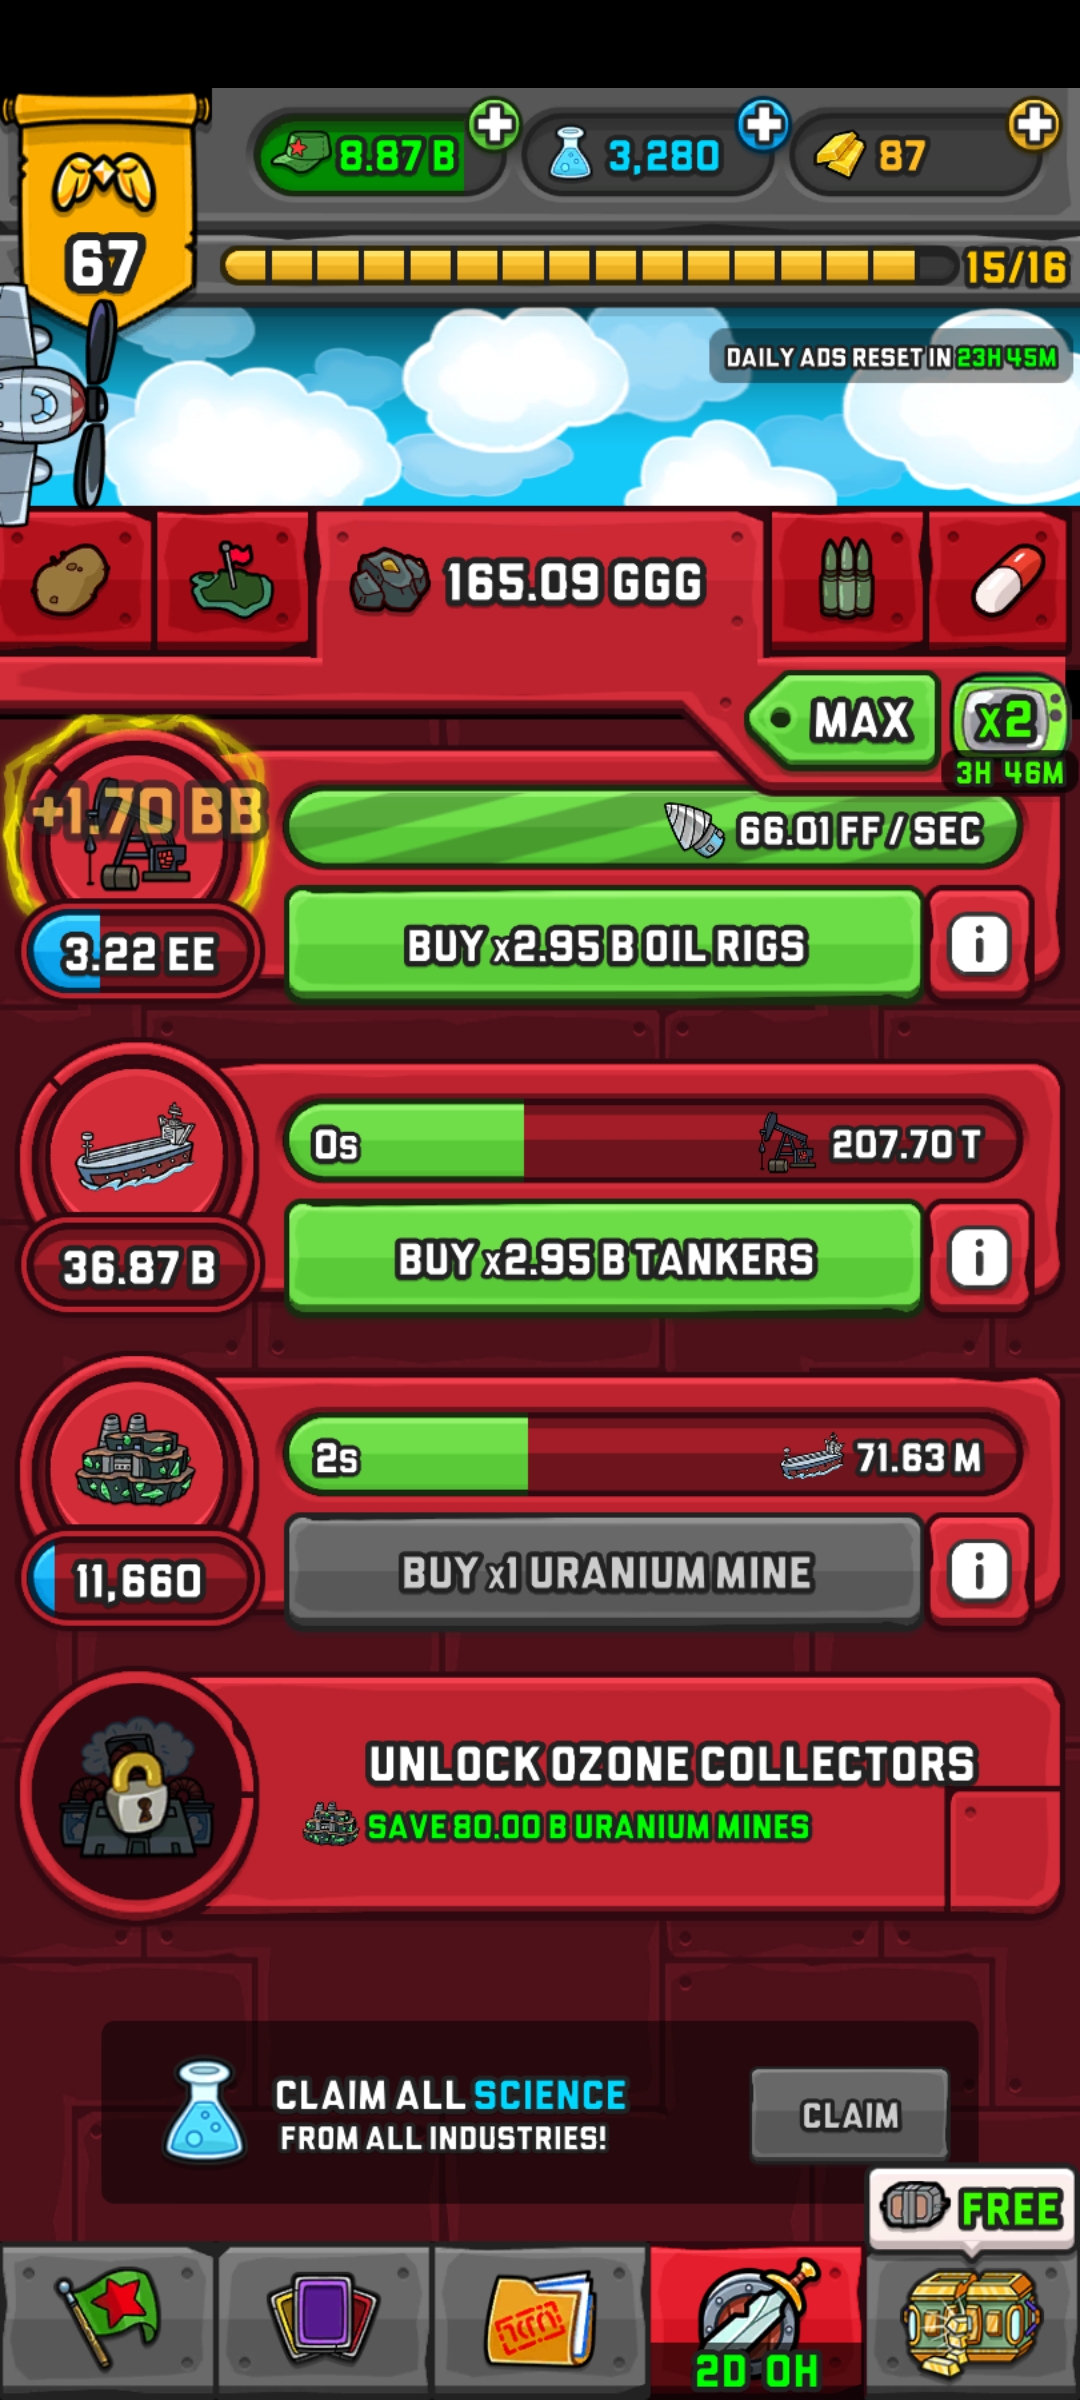 67
8.87 B
3,280
87
15/16
DAILY ADS RESET IN 23H 45M
165.09 GGG
MAX
x2
3H 46M
+1.70 BB
66.01 FF / SEC
3.22 EE
BUY x2.95 B OIL RIGS
i
0s
207.70 T
36.87 B
BUY x2.95 B TANKERS
i
2s
71.63 M
11,660
BUY x1 URANIUM MINE
i
UNLOCK OZONE COLLECTORS
SAVE 80.00 B URANIUM MINES
CLAIM ALL SCIENCE
FROM ALL INDUSTRIES!
CLAIM
FREE
2D 0H